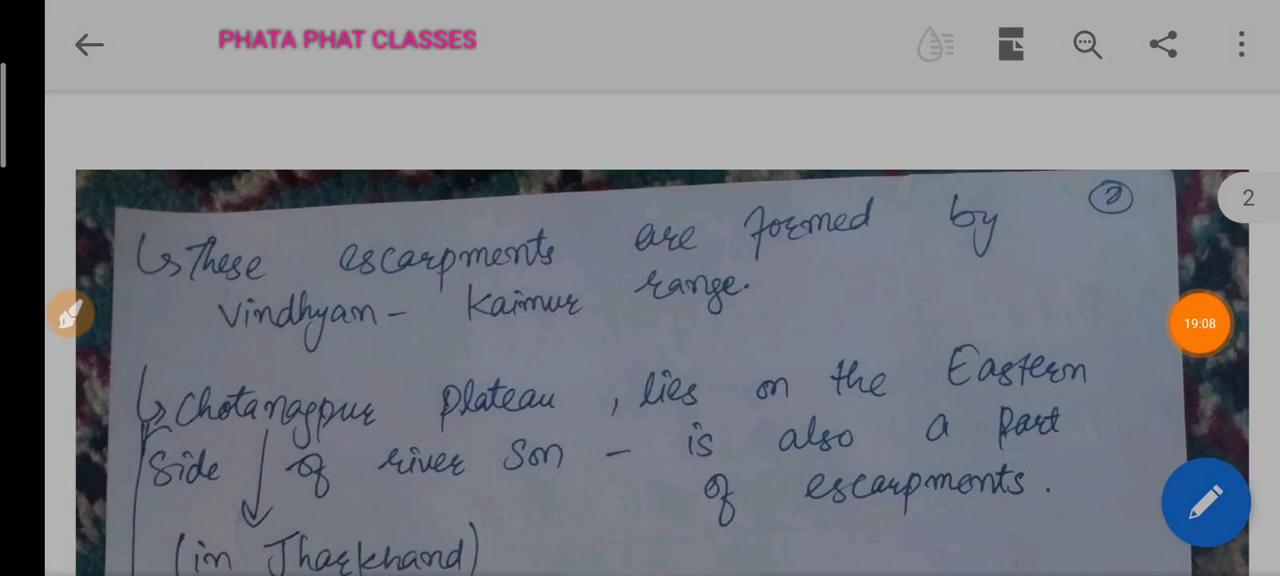 PHATA PHAT CLASSES
2
2
↳ These escarpments are formed by
Vindhyan - Kaimur range.
19:08
↳ Chotanagpur Plateau, lies on the Eastern
Side of river Son - is also a Part
of escarpments.
(in Jharkhand)